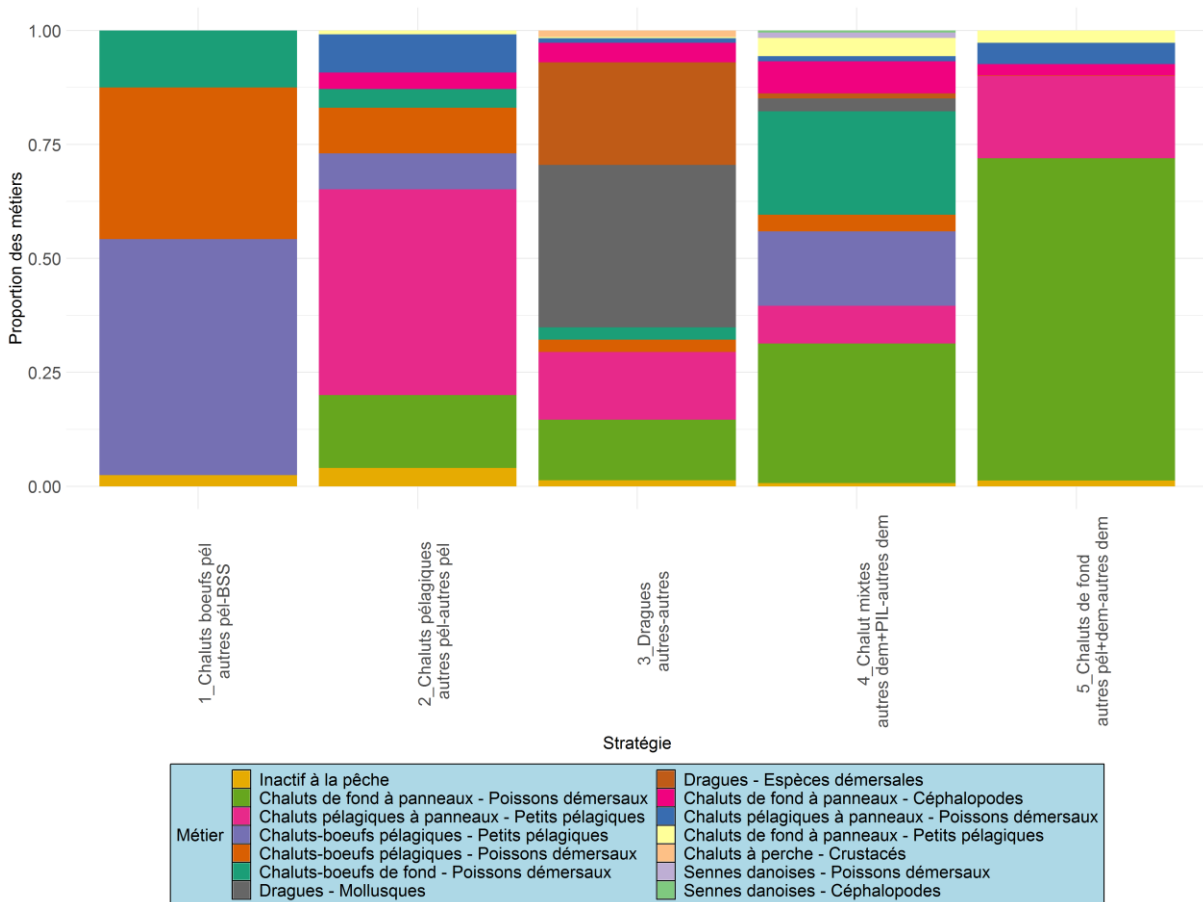 1.00
0.75
0.50
0.25
0.00
Proportion des métiers
1_Chaluts boeufs pél
autres pél-BSS
2_Chaluts pélagiques
autres pél-autres pél
3_Dragues
autres-autres
4_Chalut mixtes
autres dem+PIL-autres dem
5_Chaluts de fond
autres pél+dem-autres dem
Stratégie
Métier
Inactif à la pêche
Chaluts de fond à panneaux - Poissons démersaux
Chaluts pélagiques à panneaux - Petits pélagiques
Chaluts-boeufs pélagiques - Petits pélagiques
Chaluts-boeufs pélagiques - Poissons démersaux
Chaluts-boeufs de fond - Poissons démersaux
Dragues - Mollusques
Dragues - Espèces démersales
Chaluts de fond à panneaux - Céphalopodes
Chaluts pélagiques à panneaux - Poissons démersaux
Chaluts de fond à panneaux - Petits pélagiques
Chaluts à perche - Crustacés
Sennes danoises - Poissons démersaux
Sennes danoises - Céphalopodes